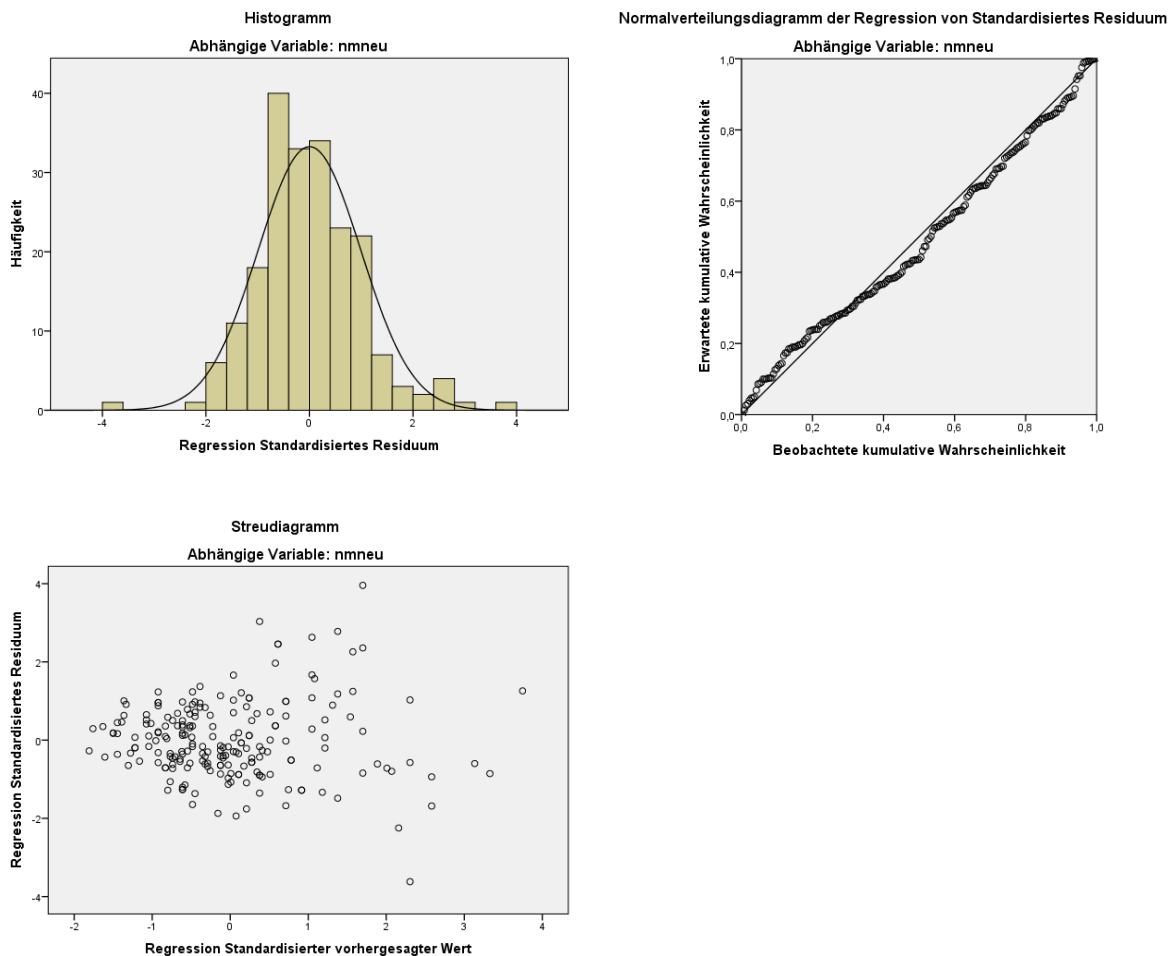 Histogramm
Abhängige Variable: nmneu
Häufigkeit
40
30
20
10
0
-4
-2
0
2
4
Regression Standardisiertes Residuum
Normalverteilungsdiagramm der Regression von Standardisiertes Residuum
Abhängige Variable: nmneu
Erwartete kumulative Wahrscheinlichkeit
1,0
0,8
0,6
0,4
0,2
0,0
0,0
0,2
0,4
0,6
0,8
1,0
Beobachtete kumulative Wahrscheinlichkeit
Streudiagramm
Abhängige Variable: nmneu
Regression Standardisiertes Residuum
4
2
0
-2
-4
-2
-1
0
1
2
3
4
Regression Standardisierter vorhergesagter Wert